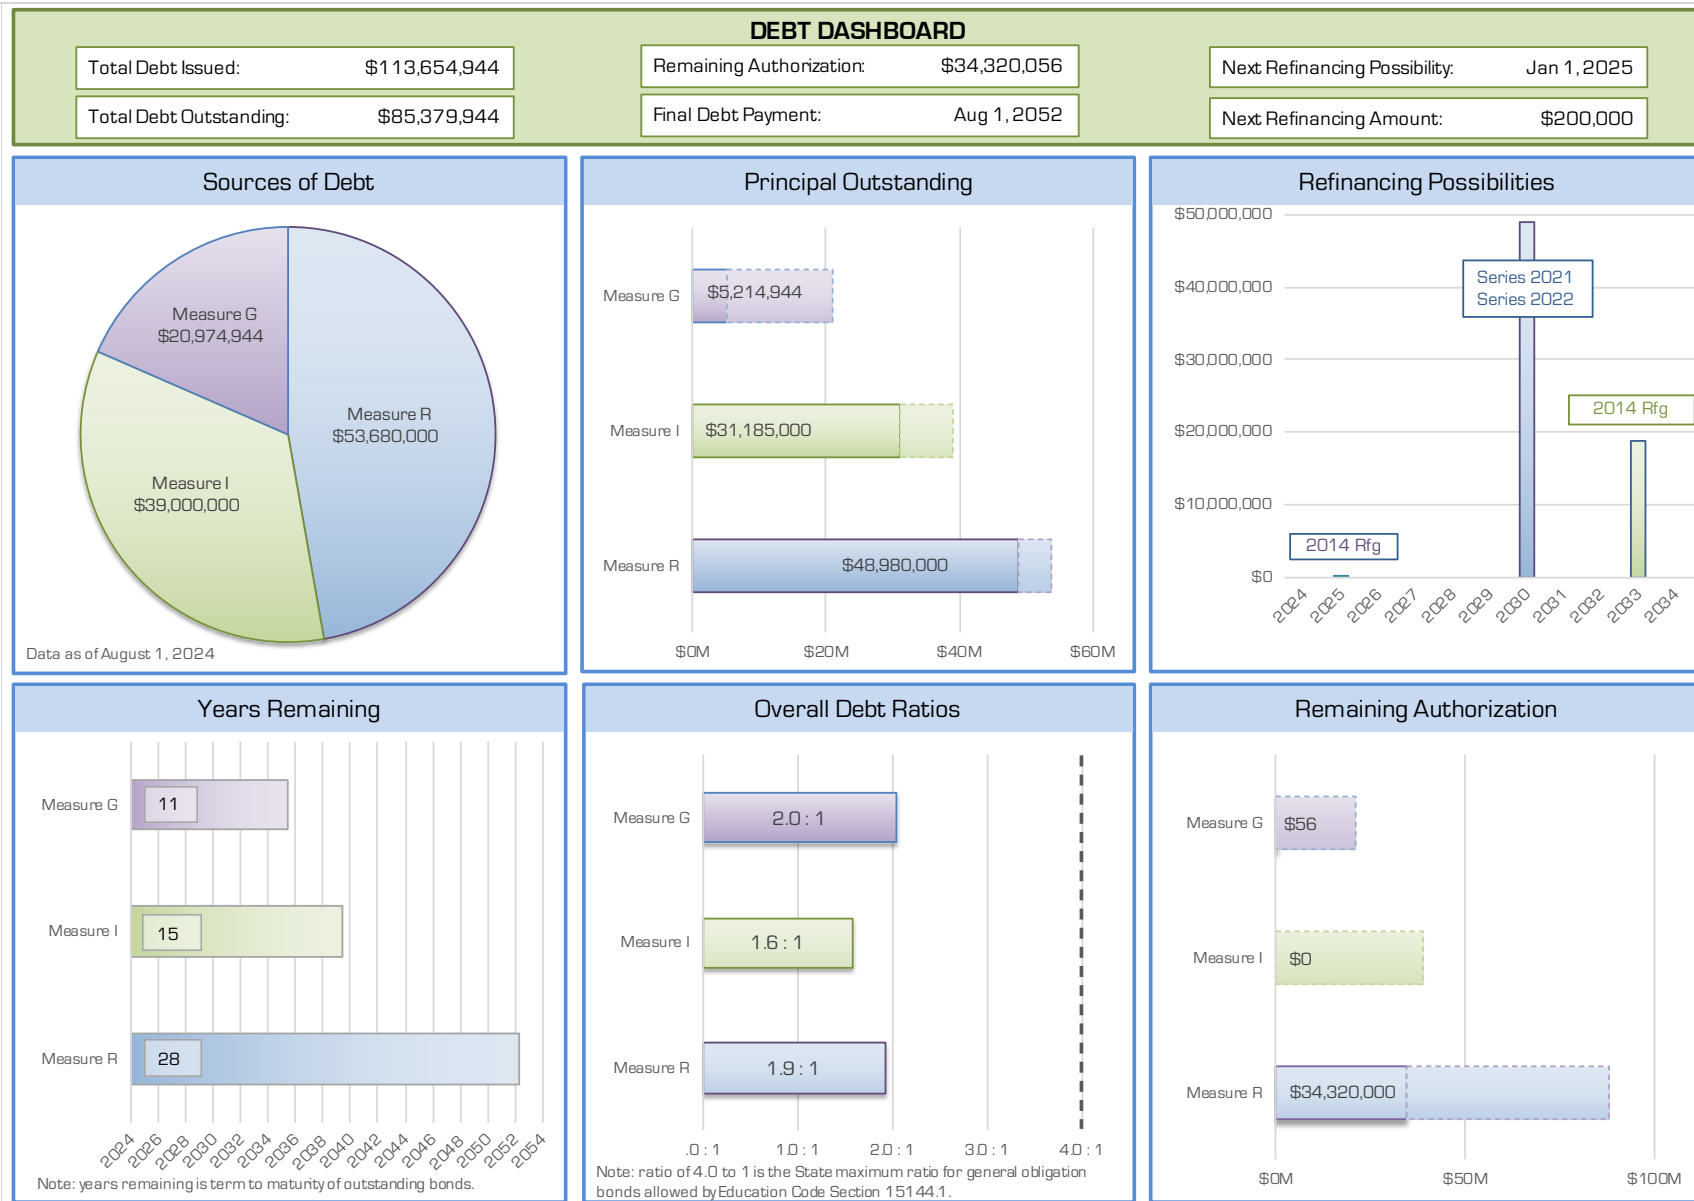 DEBT DASHBOARD
Total Debt Issued: $113,654,944
Remaining Authorization: $34,320,056
Next Refinancing Possibility: Jan 1, 2025
Total Debt Outstanding: $85,379,944
Final Debt Payment: Aug 1, 2052
Next Refinancing Amount: $200,000
Sources of Debt
Measure G
$20,974,944
Measure R
$53,680,000
Measure I
$39,000,000
Data as of August 1, 2024
Principal Outstanding
Measure G $5,214,944
Measure I $31,185,000
Measure R $48,980,000
$0M $20M $40M $60M
Refinancing Possibilities
$50,000,000
$40,000,000
$30,000,000
$20,000,000
$10,000,000
$0
Series 2021
Series 2022
2014 Rfg
2014 Rfg
2024 2025 2026 2027 2028 2029 2030 2031 2032 2033 2034
Years Remaining
Measure G 11
Measure I 15
Measure R 28
2024 2026 2028 2030 2032 2034 2036 2038 2040 2042 2044 2046 2048 2050 2052 2054
Note: years remaining is term to maturity of outstanding bonds.
Overall Debt Ratios
Measure G 2.0 : 1
Measure I 1.6 : 1
Measure R 1.9 : 1
.0 : 1 1.0 : 1 2.0 : 1 3.0 : 1 4.0 : 1
Note: ratio of 4.0 to 1 is the State maximum ratio for general obligation
bonds allowed by Education Code Section 15144.1.
Remaining Authorization
Measure G $56
Measure I $0
Measure R $34,320,000
$0M $50M $100M